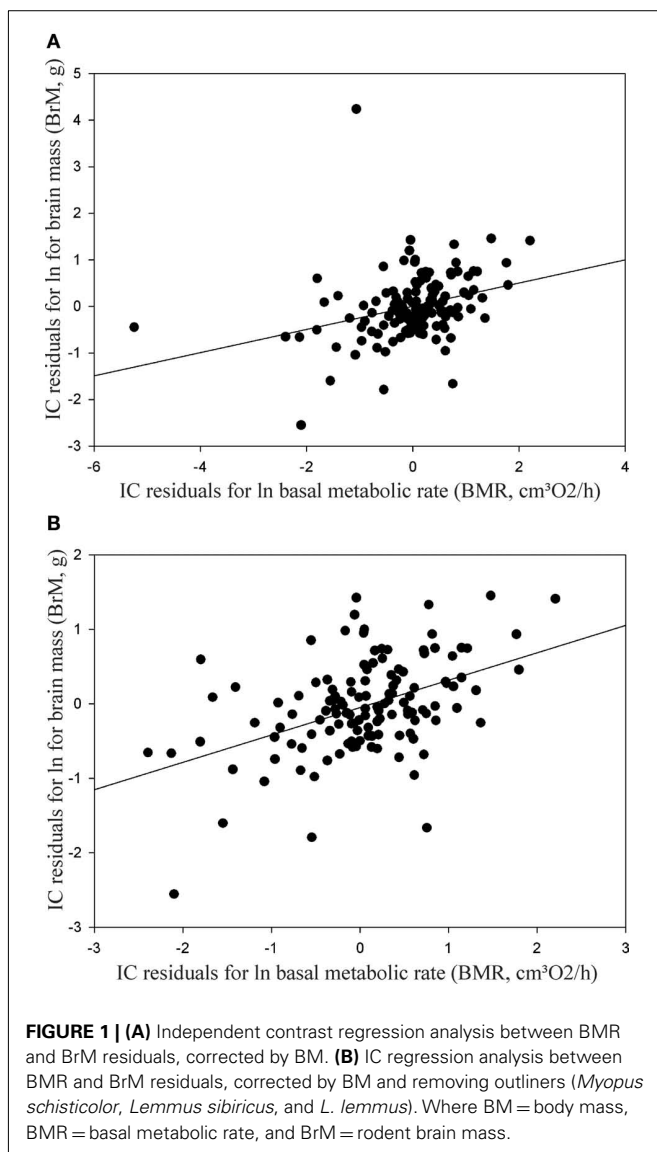 A
IC residuals for ln for brain mass (BrM, g)
5
4
3
2
1
0
-1
-2
-3
-6
-4
-2
0
2
4
IC residuals for ln basal metabolic rate (BMR, cm³O2/h)
B
IC residuals for ln for brain mass (BrM, g)
2
1
0
-1
-2
-3
-3
-2
-1
0
1
2
3
IC residuals for ln basal metabolic rate (BMR, cm³O2/h)
FIGURE 1 | (A) Independent contrast regression analysis between BMR
and BrM residuals, corrected by BM. (B) IC regression analysis between
BMR and BrM residuals, corrected by BM and removing outliners (Myopus
schisticolor, Lemmus sibiricus, and L. lemmus). Where BM = body mass,
BMR = basal metabolic rate, and BrM = rodent brain mass.